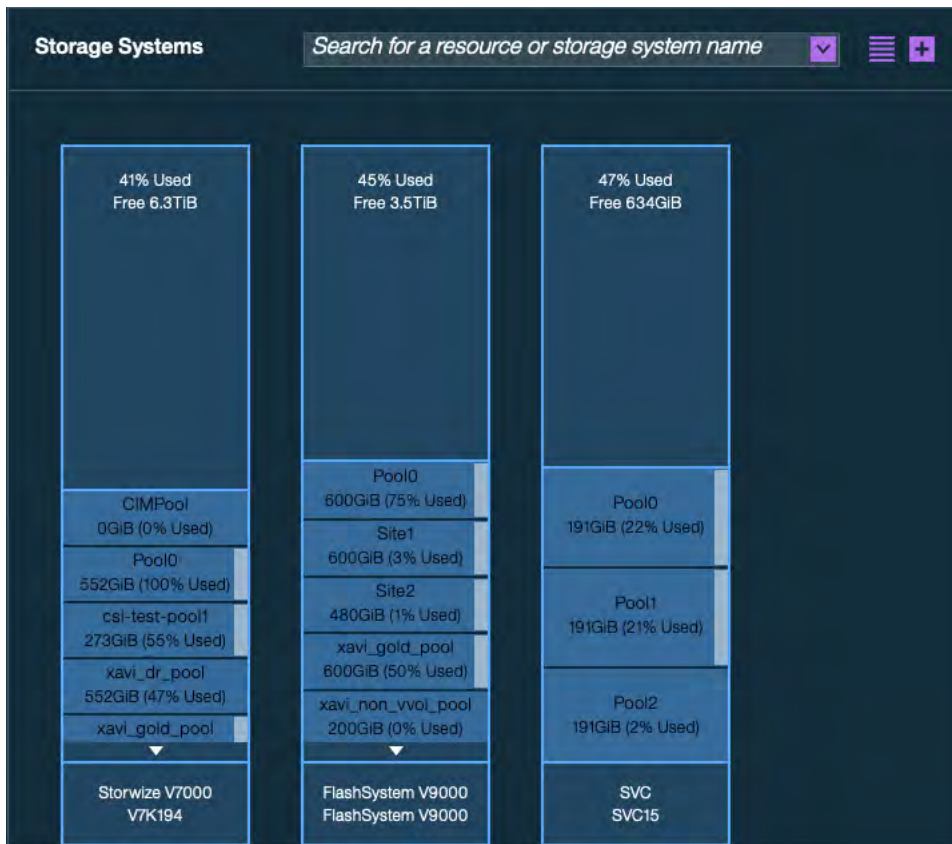 Storage Systems
Search for a resource or storage system name
41% Used
Free 6.3TiB
CIMPool
0GiB (0% Used)
Pool0
552GiB (100% Used)
csi-test-pool1
273GiB (55% Used)
xavi_dr_pool
552GiB (47% Used)
xavi_gold_pool
Storwize V7000
V7K194
45% Used
Free 3.5TiB
Pool0
600GiB (75% Used)
Site1
600GiB (3% Used)
Site2
480GiB (1% Used)
xavi_gold_pool
600GiB (50% Used)
xavi_non_vvol_pool
200GiB (0% Used)
FlashSystem V9000
FlashSystem V9000
47% Used
Free 634GiB
Pool0
191GiB (22% Used)
Pool1
191GiB (21% Used)
Pool2
191GiB (2% Used)
SVC
SVC15